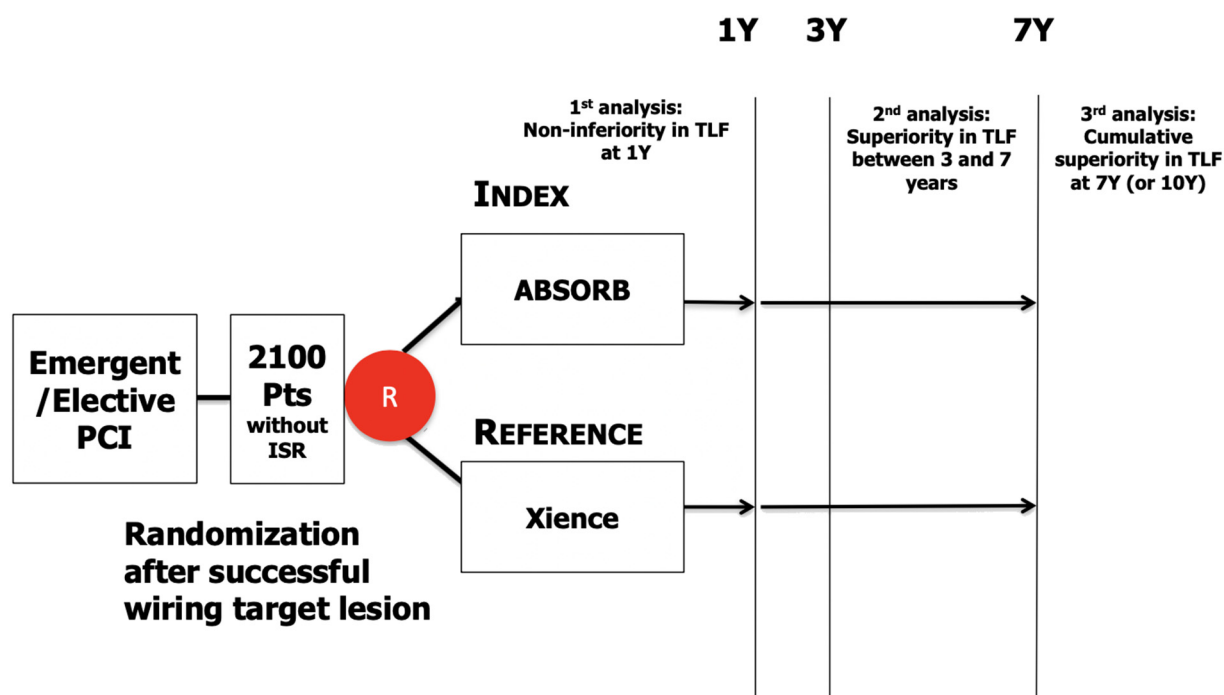 1Y 3Y 7Y
1st analysis:
Non-inferiority in TLF
at 1Y
2nd analysis:
Superiority in TLF
between 3 and 7
years
3rd analysis:
Cumulative
superiority in TLF
at 7Y (or 10Y)
INDEX
ABSORB
Emergent
/Elective
PCI
2100
Pts
without
ISR
R
REFERENCE
Xience
Randomization
after successful
wiring target lesion